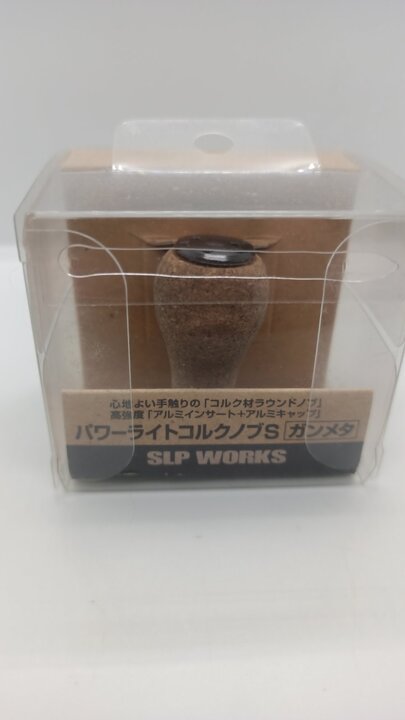 心地よい手触りの「コルク材ラウンドノブ」
高強度「アルミインサート+アルミキャップ」
パワーライトコルクノブS ガンメタ
SLP WORKS